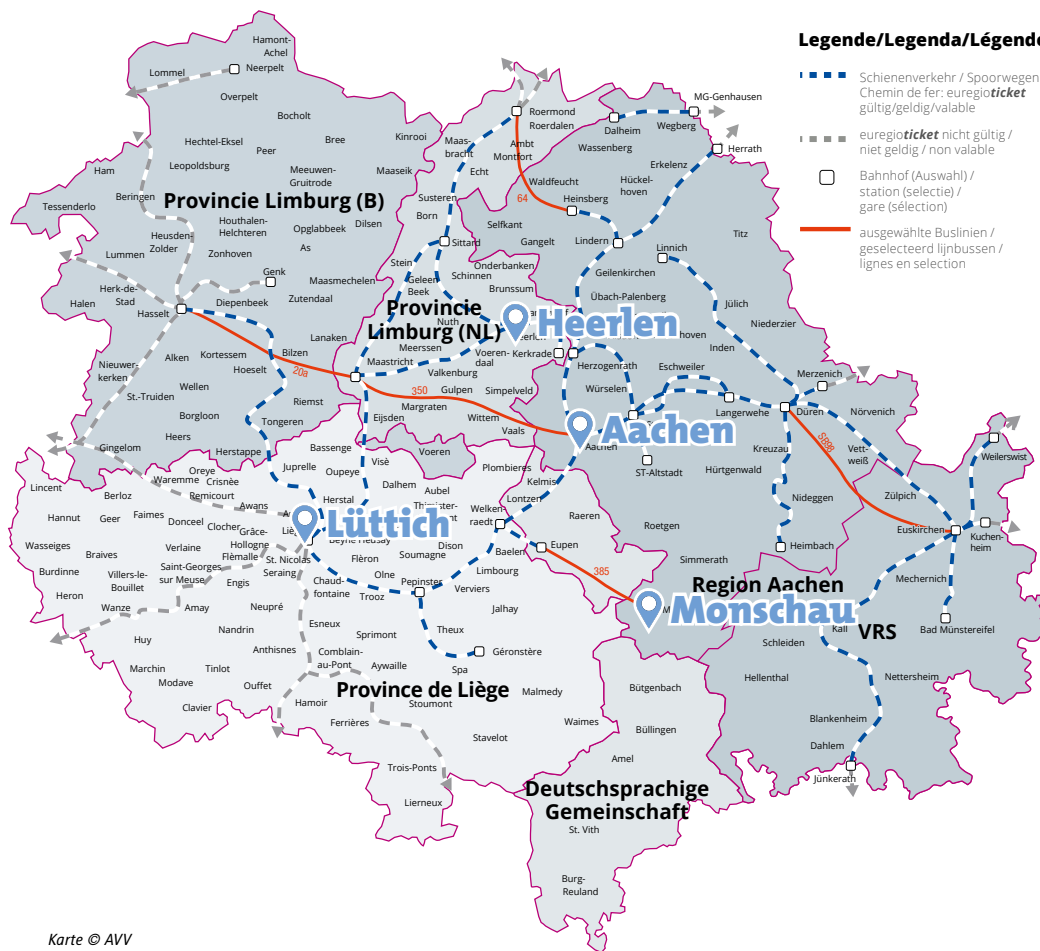 Legende/Legenda/Légende
Schienenverkehr / Spoorwegen
Chemin de fer: euregioticket
gültig/geldig/valable
euregioticket nicht gültig /
niet geldig / non valable
Bahnhof (Auswahl) /
station (selectie) /
gare (sélection)
ausgewählte Buslinien /
geselecteerd lijnbussen /
lignes en selection
Hamont-
Achel
Neerpelt
Lommel
Overpelt
Bocholt
Hechtel-Eksel
Peer
Bree
Kinrooi
Leopoldsburg
Meeuwen-
Gruitrode
Maaseik
Ham
Beringen
Tessenderlo
Provincie Limburg (B)
Houthalen-
Helchteren
Opglabbeek
Dilsen
As
Heusden-
Zolder
Zonhoven
Lummen
Genk
Maasmechelen
Herk-de-
Stad
Halen
Hasselt
Diepenbeek
Zutendaal
Lanaken
Bilzen
Alken
Kortessem
Hoeselt
20a
Nieuwer-
kerken
Wellen
St.-Truiden
Riemst
Borgloon
Tongeren
Heers
Gingelom
Herstappe
Roermond
Roerdalen
Maas-
bracht
Echt
Ambt
Montfort
Susteren
Born
Sittard
Stein
Geleen
Beek
Schinnen
Onderbanken
Brunssum
Provincie
Limburg (NL)
Nuth
Heerlen
Meerssen
Voeren-
daal
Kerkrade
Maastricht
Valkenburg
350
Gulpen
Simpelveld
Margraten
Wittem
Vaals
Eijsden
Voeren
MG-Genhausen
Dalheim
Wegberg
Wassenberg
Herrath
Erkelenz
Waldfeucht
64
Heinsberg
Hückel-
hoven
Selfkant
Gangelt
Lindern
Linnich
Titz
Geilenkirchen
Übach-Palenberg
Jülich
Niederzier
hoven
Inden
Herzogenrath
Eschweiler
Merzenich
Würselen
Langerwehe
Düren
Nörvenich
Aachen
Aachen
ST-Altstadt
Kreuzau
Vett-
weiß
SB98
Hürtgenwald
Weilerswist
Nideggen
Zülpich
Roetgen
Euskirchen
Kuchen-
heim
Heimbach
Simmerath
Mechernich
Region Aachen
Monschau
VRS
Kall
Bad Münstereifel
Schleiden
Hellenthal
Nettersheim
Blankenheim
Dahlem
Jünkerath
Bassenge
Visè
Plombieres
Kelmis
Juprelle
Oupeye
Dalhem
Aubel
Lontzen
Oreye
Crisnèe
Waremme
Remicourt
Herstal
Welken-
raedt
Raeren
Lincent
Berloz
Awans
Lüttich
Hannut
Geer
Faimes
Donceel
Clocher
Grâce-
Hollogne
Flèmalle
St. Nicolas
Seraing
Flèron
Soumagne
Dison
Baelen
Eupen
385
Wasseiges
Braives
Verlaine
Saint-Georges
sur Meuse
Engis
Olne
Pepinster
Limbourg
Burdinne
Villers-le-
Bouillet
Chaud-
fontaine
Trooz
Verviers
Heron
Wanze
Amay
Neupré
Jalhay
Huy
Nandrin
Esneux
Sprimont
Theux
Anthisnes
Comblain-
au-Pont
Aywaille
Spa
Géronstère
Marchin
Modave
Tinlot
Ouffet
Province de Liège
Clavier
Hamoir
Stoumont
Malmedy
Ferrières
Waimes
Stavelot
Trois-Ponts
Lierneux
Bütgenbach
Büllingen
Amel
Deutschsprachige
Gemeinschaft
St. Vith
Burg-
Reuland
Karte © AVV